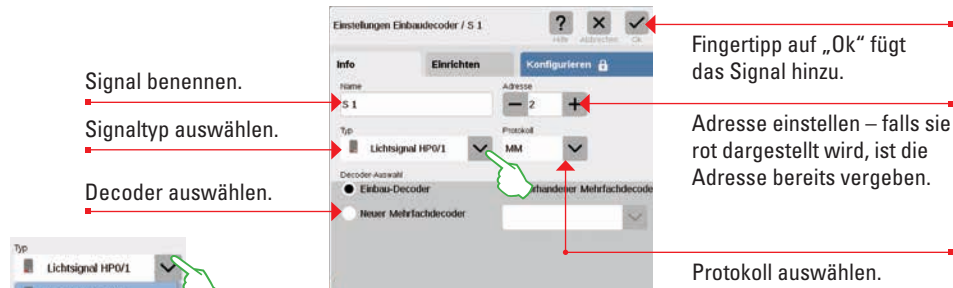 Einstellungen Einbaudecoder / S 1
?
Hilfe Abbrechen Ok
Info Einrichten Konfigurieren
Name Adresse
S 1 2
Typ Protokoll
Lichtsignal HP0/1 MM
Decoder-Auswahl
Einbau-Decoder rhandener Mehrfachdecode
Neuer Mehrfachdecoder
Signal benennen.
Signaltyp auswählen.
Decoder auswählen.
Fingertipp auf „Ok“ fügt
das Signal hinzu.
Adresse einstellen – falls sie
rot dargestellt wird, ist die
Adresse bereits vergeben.
Protokoll auswählen.
Typ
Lichtsignal HP0/1